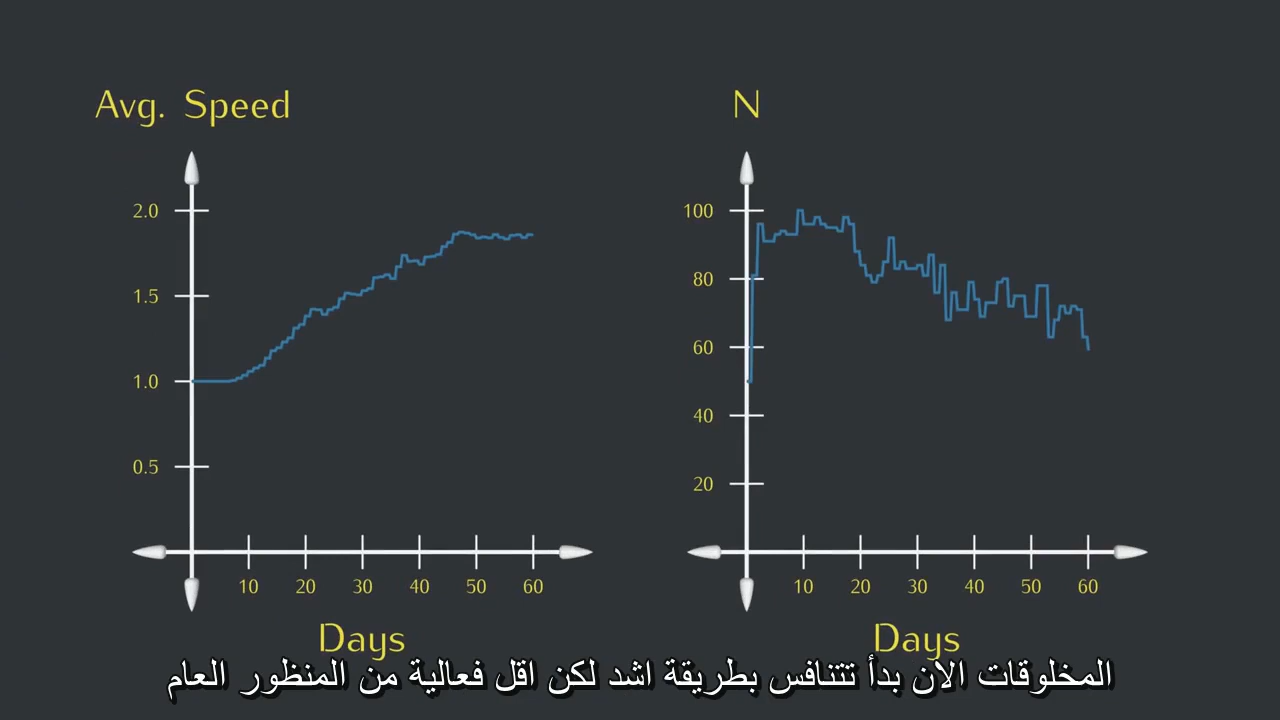 Avg. Speed
2.0
1.5
1.0
0.5
10 20 30 40 50 60
Days
N
100
80
60
40
20
10 20 30 40 50 60
Days
المخلوقات الان بدأ تتنافس بطريقة اشد لكن اقل فعالية من المنظور العام